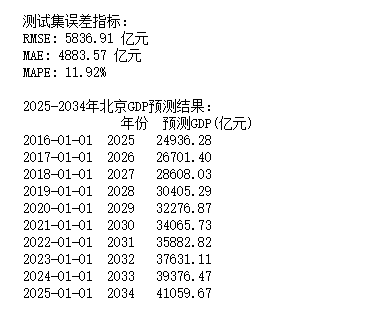 测试集误差指标:
RMSE: 5836.91 亿元
MAE: 4883.57 亿元
MAPE: 11.92%
2025-2034年北京GDP预测结果:
年份 预测GDP(亿元)
2016-01-01 2025 24936.28
2017-01-01 2026 26701.40
2018-01-01 2027 28608.03
2019-01-01 2028 30405.29
2020-01-01 2029 32276.87
2021-01-01 2030 34065.73
2022-01-01 2031 35882.82
2023-01-01 2032 37631.11
2024-01-01 2033 39376.47
2025-01-01 2034 41059.67